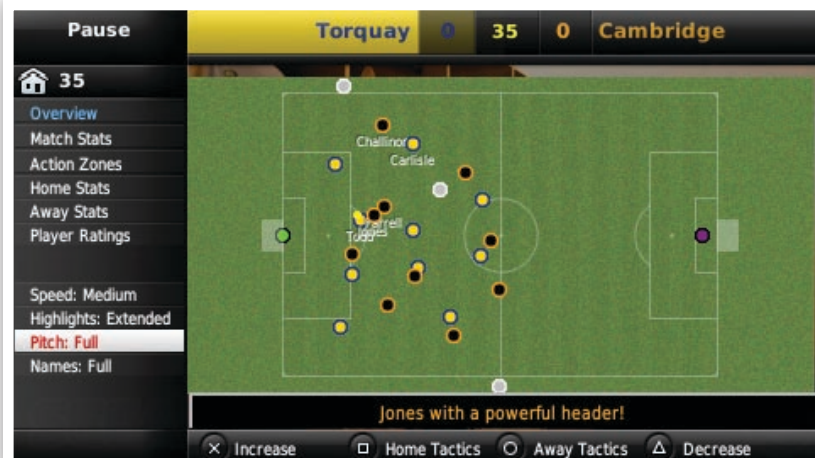 Pause
Torquay 0 35 0 Cambridge
35
Overview
Match Stats
Action Zones
Home Stats
Away Stats
Player Ratings
Speed: Medium
Highlights: Extended
Pitch: Full
Names: Full
Challinor
Carlisle
Todd
Jones with a powerful header!
Increase Home Tactics Away Tactics Decrease